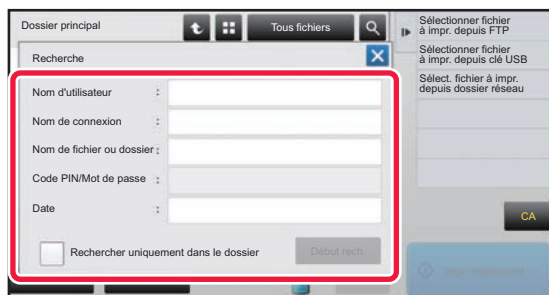 Dossier principal
Tous fichiers
Sélectionner fichier
à impr. depuis FTP
Sélectionner fichier
à impr. depuis clé USB
Sélect. fichier à impr.
depuis dossier réseau
Recherche
Nom d'utilisateur :
Nom de connexion :
Nom de fichier ou dossier :
Code PIN/Mot de passe :
Date :
Rechercher uniquement dans le dossier
Début rech.
CA